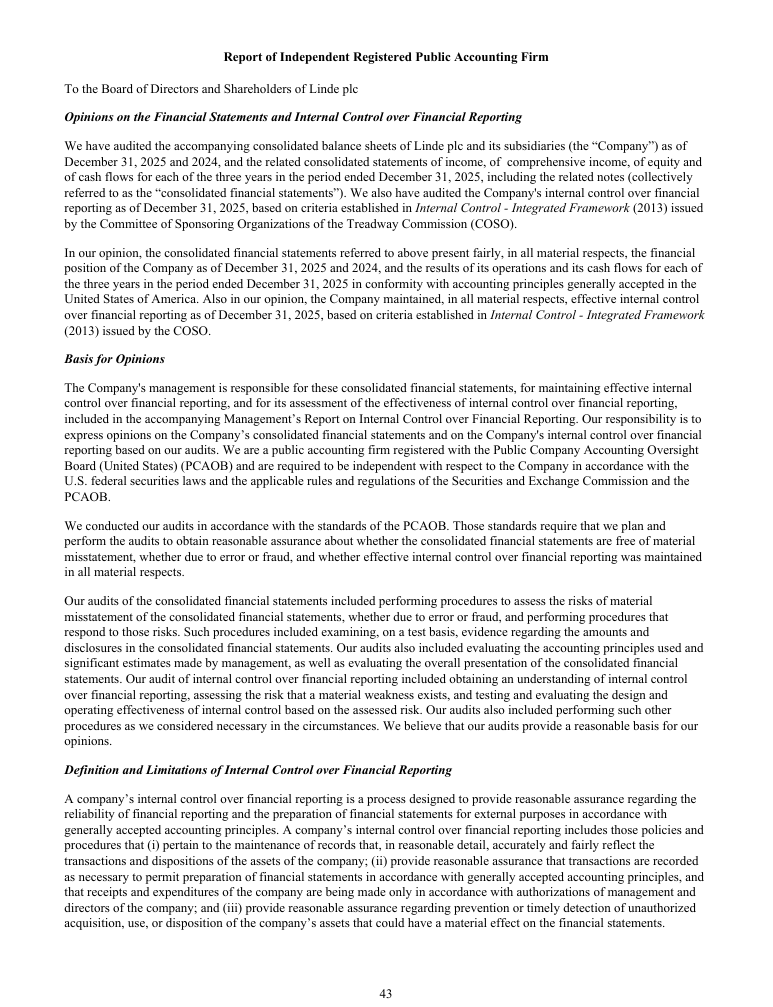 Report of Independent Registered Public Accounting Firm
To the Board of Directors and Shareholders of Linde plc
Opinions on the Financial Statements and Internal Control over Financial Reporting
We have audited the accompanying consolidated balance sheets of Linde plc and its subsidiaries (the “Company”) as of
December 31, 2025 and 2024, and the related consolidated statements of income, of  comprehensive income, of equity and
of cash flows for each of the three years in the period ended December 31, 2025, including the related notes (collectively
referred to as the “consolidated financial statements”). We also have audited the Company's internal control over financial
reporting as of December 31, 2025, based on criteria established in Internal Control - Integrated Framework (2013) issued
by the Committee of Sponsoring Organizations of the Treadway Commission (COSO).
In our opinion, the consolidated financial statements referred to above present fairly, in all material respects, the financial
position of the Company as of December 31, 2025 and 2024, and the results of its operations and its cash flows for each of
the three years in the period ended December 31, 2025 in conformity with accounting principles generally accepted in the
United States of America. Also in our opinion, the Company maintained, in all material respects, effective internal control
over financial reporting as of December 31, 2025, based on criteria established in Internal Control - Integrated Framework
(2013) issued by the COSO.
Basis for Opinions
The Company's management is responsible for these consolidated financial statements, for maintaining effective internal
control over financial reporting, and for its assessment of the effectiveness of internal control over financial reporting,
included in the accompanying Management’s Report on Internal Control over Financial Reporting. Our responsibility is to
express opinions on the Company’s consolidated financial statements and on the Company's internal control over financial
reporting based on our audits. We are a public accounting firm registered with the Public Company Accounting Oversight
Board (United States) (PCAOB) and are required to be independent with respect to the Company in accordance with the
U.S. federal securities laws and the applicable rules and regulations of the Securities and Exchange Commission and the
PCAOB.
We conducted our audits in accordance with the standards of the PCAOB. Those standards require that we plan and
perform the audits to obtain reasonable assurance about whether the consolidated financial statements are free of material
misstatement, whether due to error or fraud, and whether effective internal control over financial reporting was maintained
in all material respects.
Our audits of the consolidated financial statements included performing procedures to assess the risks of material
misstatement of the consolidated financial statements, whether due to error or fraud, and performing procedures that
respond to those risks. Such procedures included examining, on a test basis, evidence regarding the amounts and
disclosures in the consolidated financial statements. Our audits also included evaluating the accounting principles used and
significant estimates made by management, as well as evaluating the overall presentation of the consolidated financial
statements. Our audit of internal control over financial reporting included obtaining an understanding of internal control
over financial reporting, assessing the risk that a material weakness exists, and testing and evaluating the design and
operating effectiveness of internal control based on the assessed risk. Our audits also included performing such other
procedures as we considered necessary in the circumstances. We believe that our audits provide a reasonable basis for our
opinions.
Definition and Limitations of Internal Control over Financial Reporting
A company’s internal control over financial reporting is a process designed to provide reasonable assurance regarding the
reliability of financial reporting and the preparation of financial statements for external purposes in accordance with
generally accepted accounting principles. A company’s internal control over financial reporting includes those policies and
procedures that (i) pertain to the maintenance of records that, in reasonable detail, accurately and fairly reflect the
transactions and dispositions of the assets of the company; (ii) provide reasonable assurance that transactions are recorded
as necessary to permit preparation of financial statements in accordance with generally accepted accounting principles, and
that receipts and expenditures of the company are being made only in accordance with authorizations of management and
directors of the company; and (iii) provide reasonable assurance regarding prevention or timely detection of unauthorized
acquisition, use, or disposition of the company’s assets that could have a material effect on the financial statements.
43